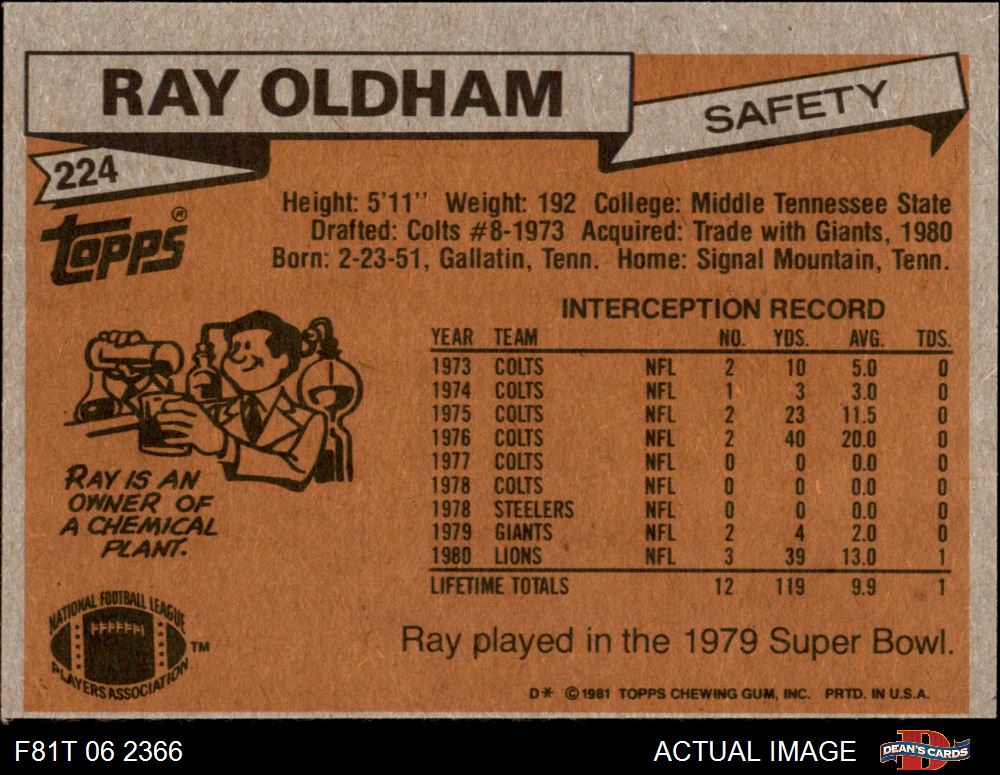 RAY OLDHAM
SAFETY
224
Topps®
Height: 5'11" Weight: 192 College: Middle Tennessee State
Drafted: Colts #8-1973 Acquired: Trade with Giants, 1980
Born: 2-23-51, Gallatin, Tenn. Home: Signal Mountain, Tenn.
INTERCEPTION RECORD
YEAR TEAM NO. YDS. AVG. TDS.
1973 COLTS NFL 2 10 5.0 0
1974 COLTS NFL 1 3 3.0 0
1975 COLTS NFL 2 23 11.5 0
1976 COLTS NFL 2 40 20.0 0
1977 COLTS NFL 0 0 0.0 0
1978 COLTS NFL 0 0 0.0 0
1978 STEELERS NFL 0 0 0.0 0
1979 GIANTS NFL 2 4 2.0 0
1980 LIONS NFL 3 39 13.0 1
LIFETIME TOTALS 12 119 9.9 1
RAY IS AN
OWNER OF
A CHEMICAL
PLANT.
NATIONAL FOOTBALL LEAGUE
PLAYERS ASSOCIATION
TM
Ray played in the 1979 Super Bowl.
D* ©1981 TOPPS CHEWING GUM, INC. PRTD. IN U.S.A.
F81T 06 2366
ACTUAL IMAGE
DEAN'S CARDS